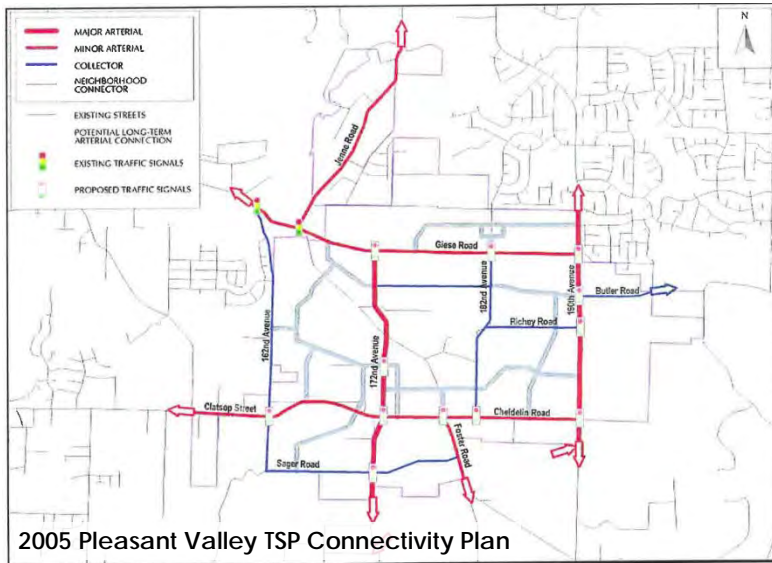 MAJOR ARTERIAL
MINOR ARTERIAL
COLLECTOR
NEIGHBORHOOD
CONNECTOR
EXISTING STREETS
POTENTIAL LONG-TERM
ARTERIAL CONNECTION
EXISTING TRAFFIC SIGNALS
PROPOSED TRAFFIC SIGNALS
N
Jenne Road
Giese Road
182nd Avenue
190th Avenue
Butler Road
Richey Road
162nd Avenue
172nd Avenue
Clatsop Street
Cheldelin Road
Foster Road
Sager Road
2005 Pleasant Valley TSP Connectivity Plan